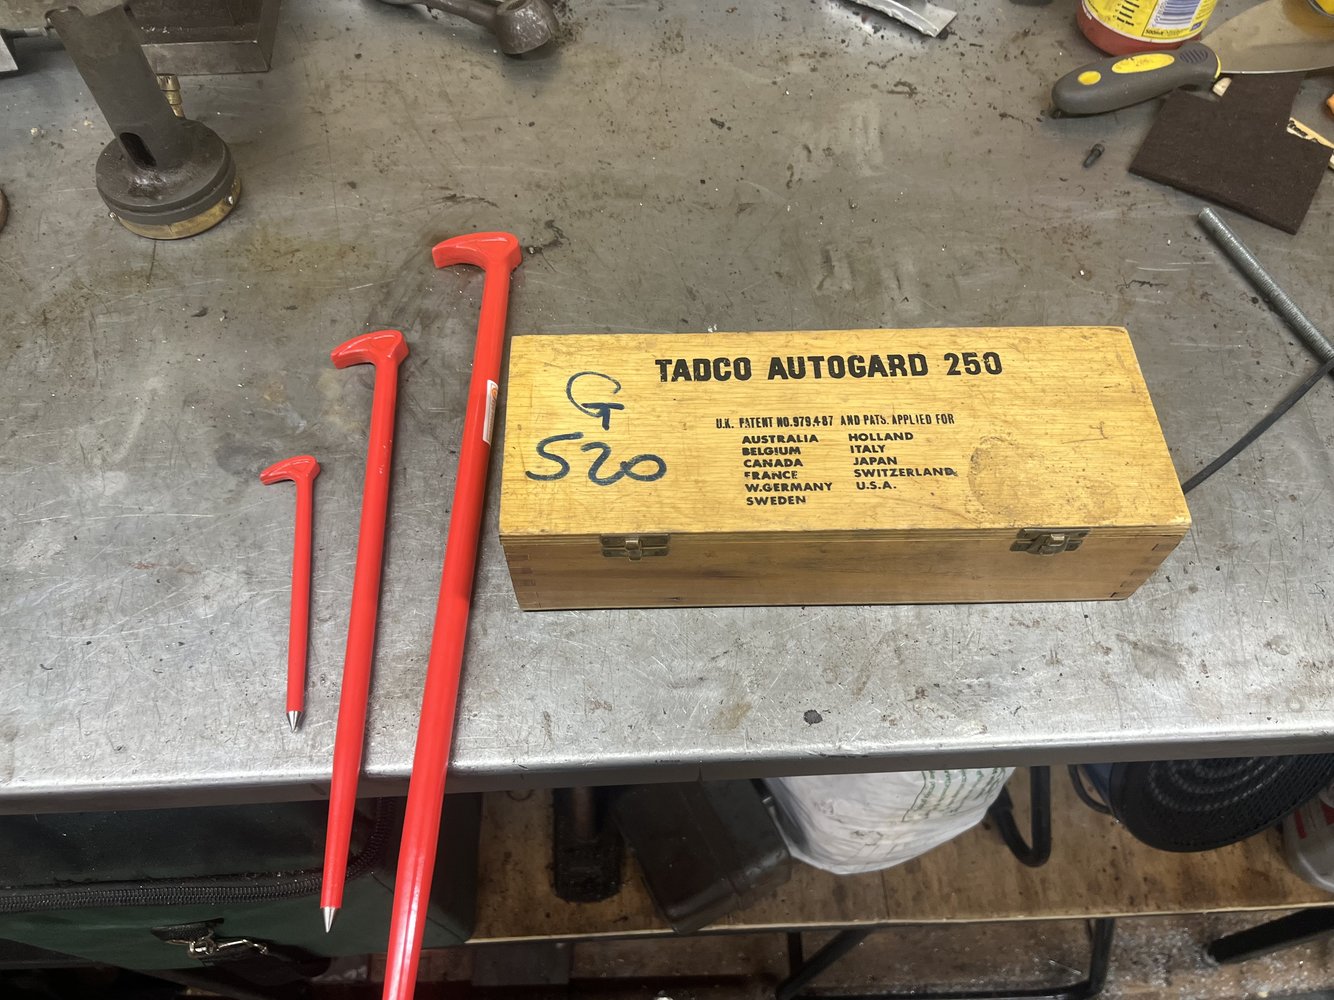 TADCO AUTOGARD 250
G
520
U.K. PATENT NO.979,487 AND PATS. APPLIED FOR
AUSTRALIA HOLLAND
BELGIUM ITALY
CANADA JAPAN
FRANCE SWITZERLAND
W.GERMANY U.S.A.
SWEDEN